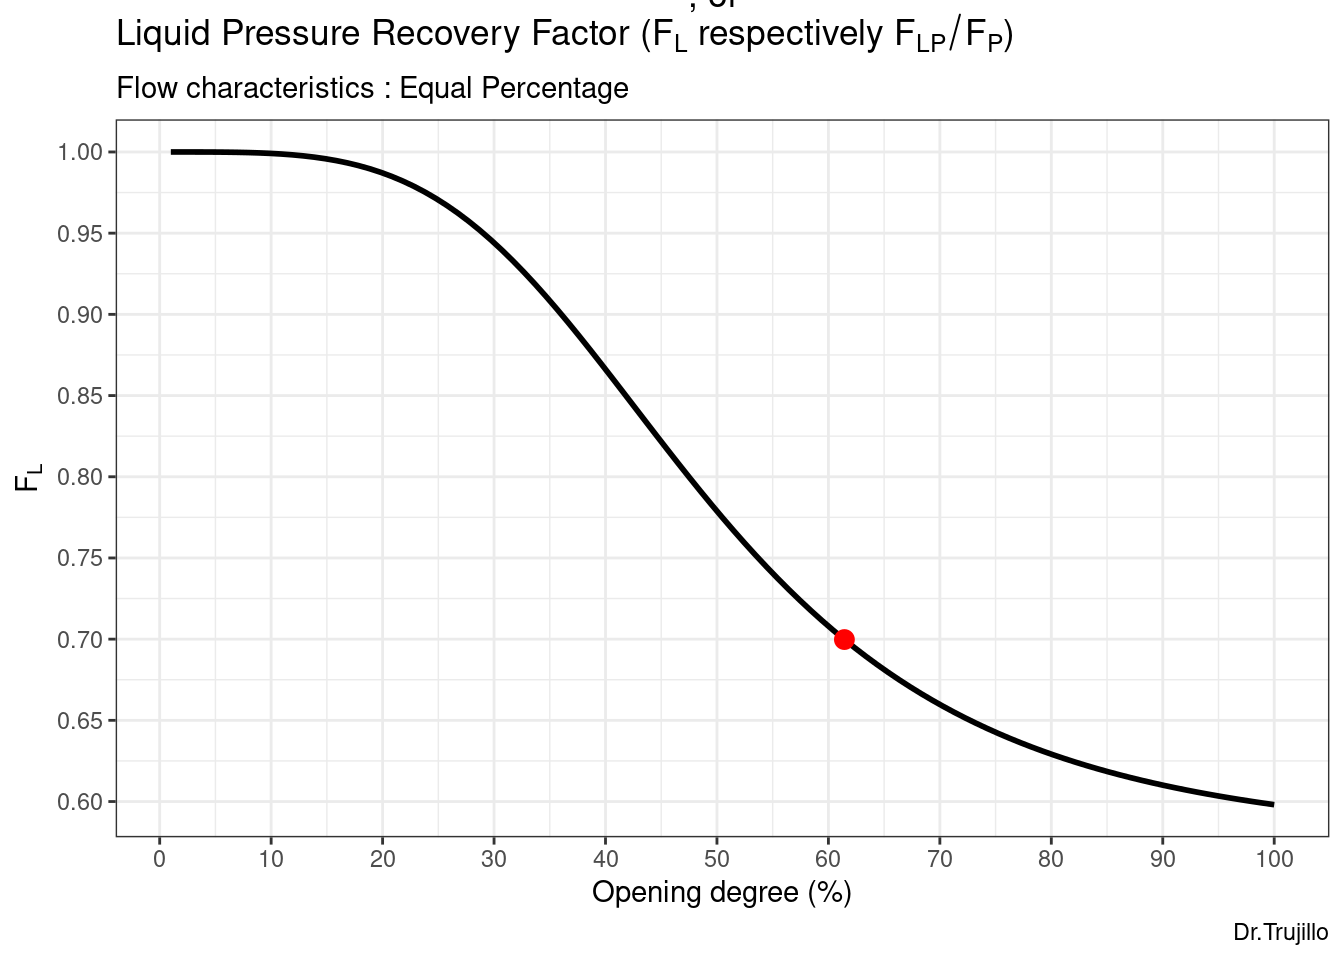 Liquid Pressure Recovery Factor (FL respectively FLP/FP)
Flow characteristics : Equal Percentage
1.00
0.95
0.90
0.85
0.80
0.75
0.70
0.65
0.60
FL
0 10 20 30 40 50 60 70 80 90 100
Opening degree (%)
Dr.Trujillo